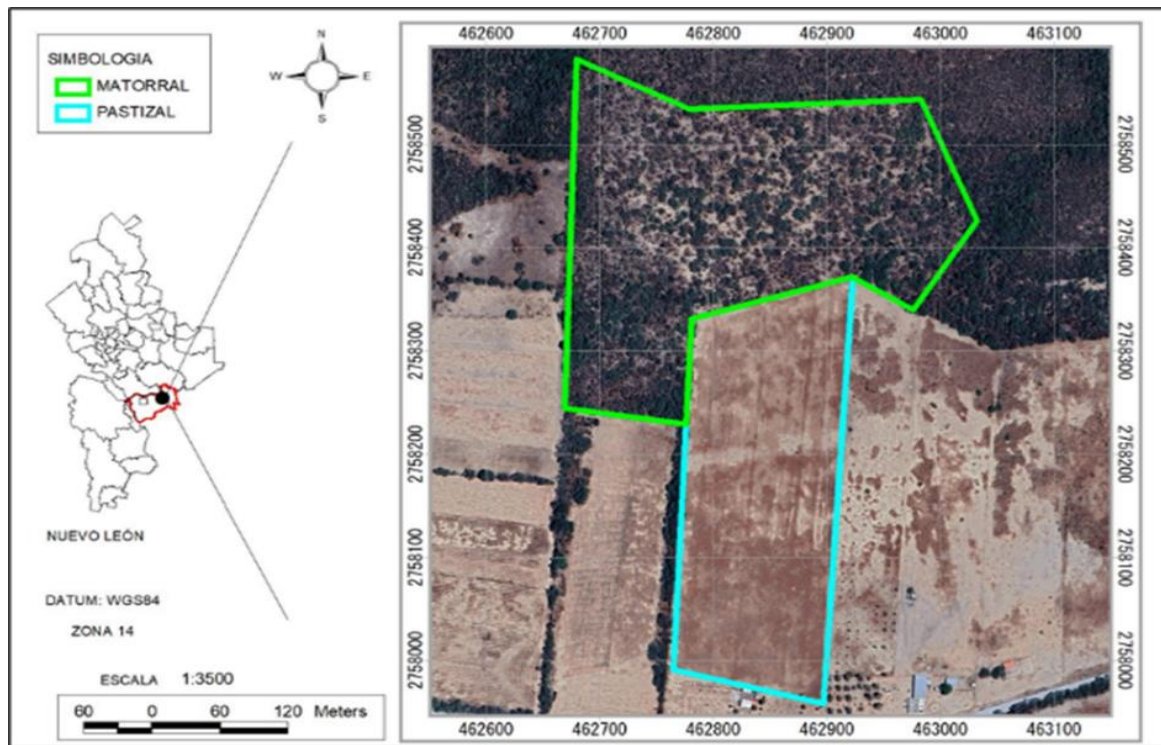 SIMBOLOGIA
MATORRAL
PASTIZAL
N
W E
S
NUEVO LEÓN
DATUM: WGS84
ZONA 14
ESCALA 1:3500
60 0 60 120 Meters
462600 462700 462800 462900 463000 463100
2758500 2758500
2758400 2758400
2758300 2758300
2758200 2758200
2758100 2758100
2758000 2758000
462600 462700 462800 462900 463000 463100